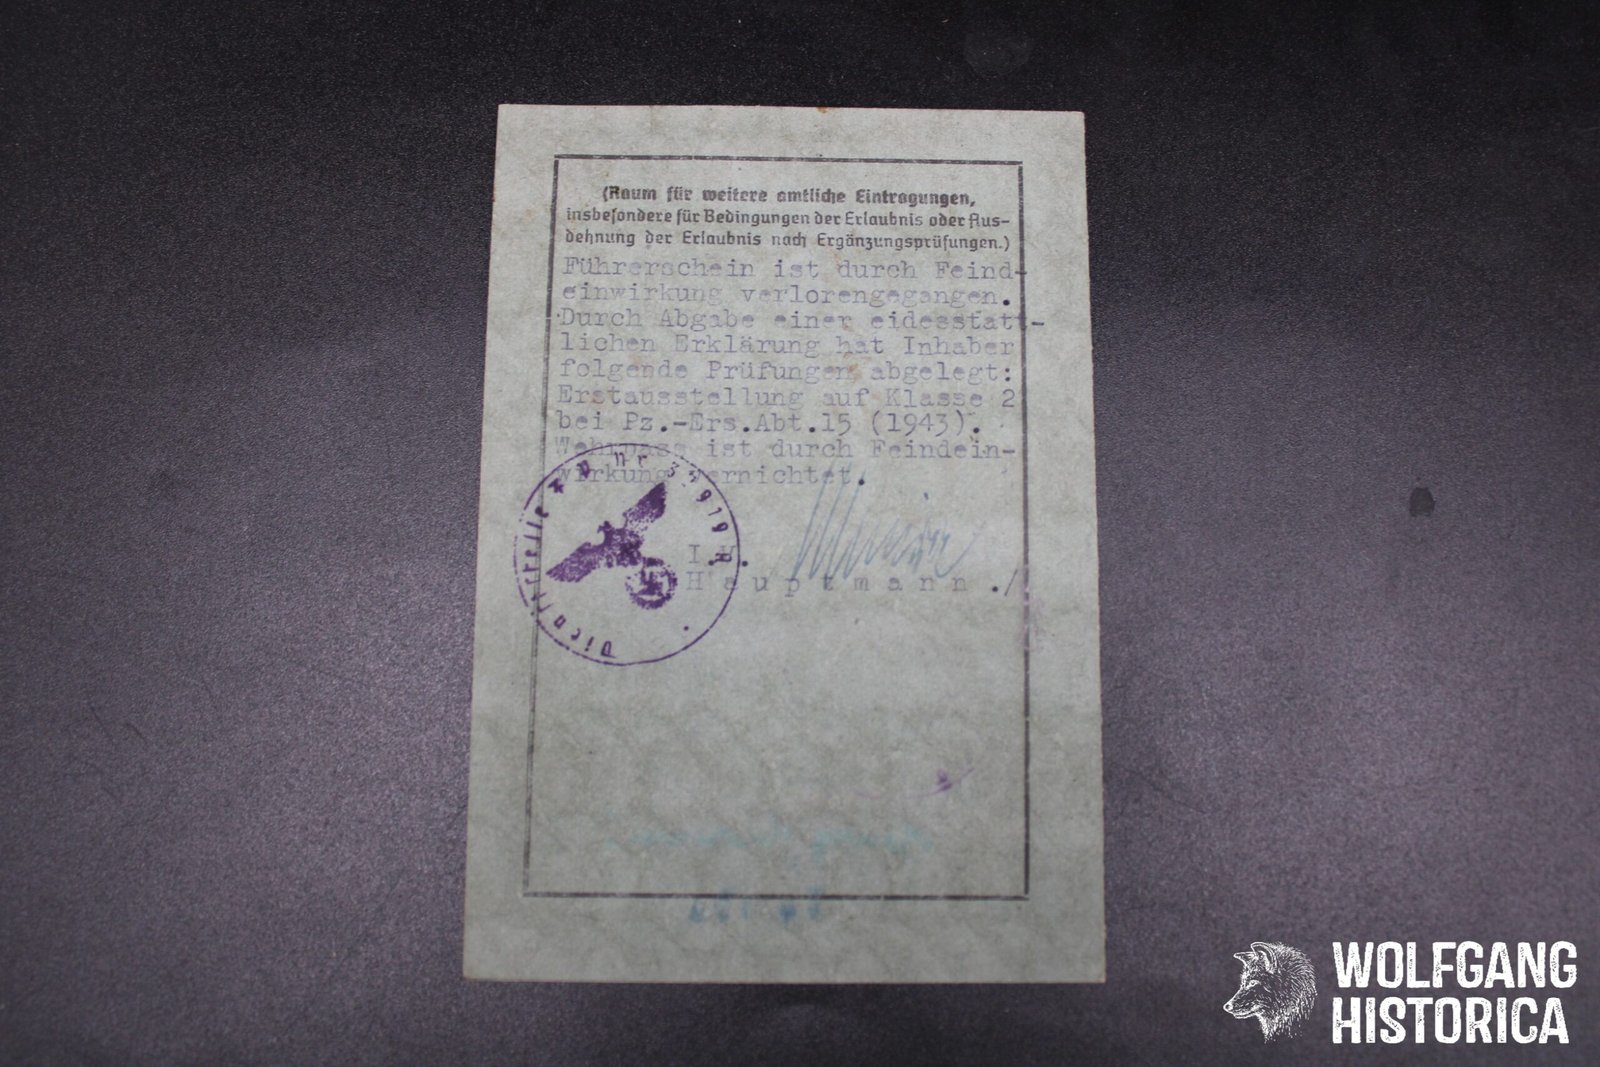 (Raum für weitere amtliche Eintragungen,
insbesondere für Bedingungen der Erlaubnis oder Aus-
dehnung der Erlaubnis nach Ergänzungsprüfungen.)
Führerschein ist durch Feind-
einwirkung verlorengegangen.
Durch Abgabe einer eidesstatt-
lichen Erklärung hat Inhaber
folgende Prüfungen abgelegt:
Erstausstellung auf Klasse 2
bei Pz.-Ers.Abt.15 (1943).
Wehrpass ist durch Feindein-
wirkung vernichtet.
Hauptmann ./
WOLFGANG
HISTORICA